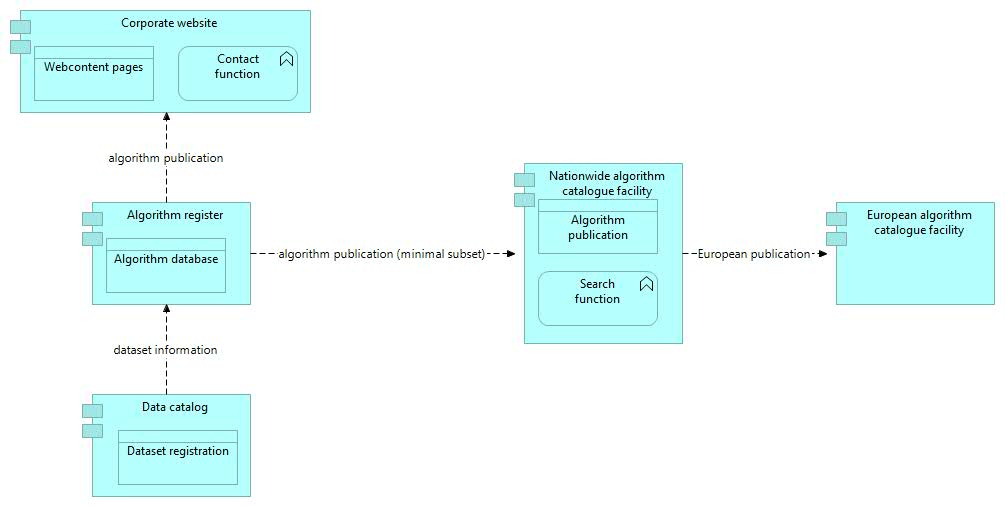 Corporate website
Webcontent pages
Contact
function
algorithm publication
Algorithm register
Algorithm database
algorithm publication (minimal subset)
Nationwide algorithm
catalogue facility
Algorithm
publication
Search
function
European publication
European algorithm
catalogue facility
dataset information
Data catalog
Dataset registration